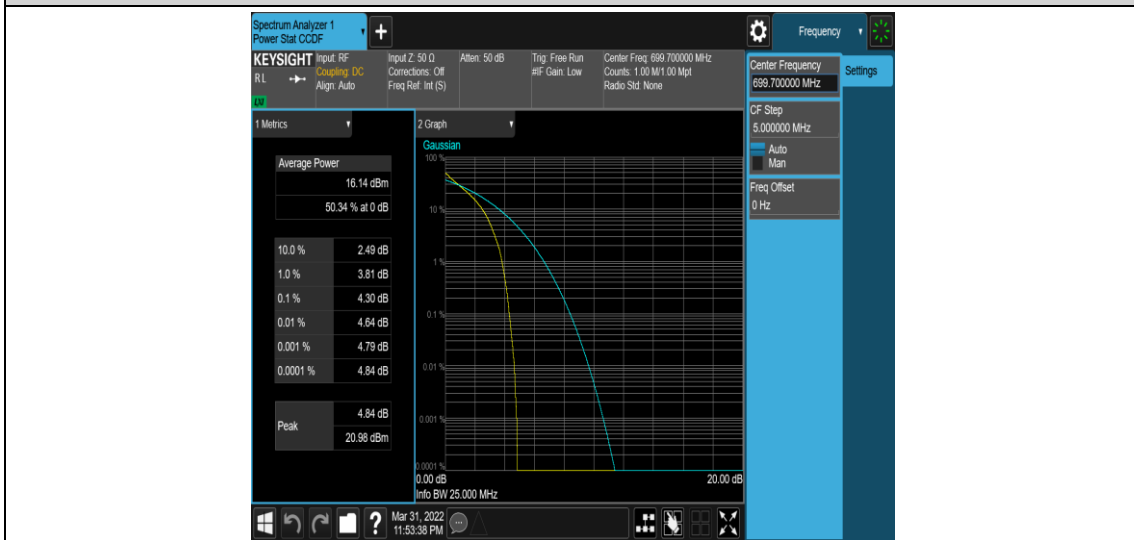 Spectrum Analyzer 1
Power Stat CCDF
+
Frequency
KEYSIGHT
RL
LXI
Input: RF
Coupling: DC
Align: Auto
Input Z: 50 Ω
Corrections: Off
Freq Ref: Int (S)
Atten: 50 dB
Trig: Free Run
#IF Gain: Low
Center Freq: 699.700000 MHz
Counts: 1.00 M/1.00 Mpt
Radio Std: None
Center Frequency
699.700000 MHz
Settings
CF Step
5.000000 MHz
Auto
Man
Freq Offset
0 Hz
1 Metrics
Average Power
16.14 dBm
50.34 % at 0 dB
10.0 % 2.49 dB
1.0 % 3.81 dB
0.1 % 4.30 dB
0.01 % 4.64 dB
0.001 % 4.79 dB
0.0001 % 4.84 dB
Peak
4.84 dB
20.98 dBm
2 Graph
Gaussian
100 %
10 %
1 %
0.1 %
0.01 %
0.001 %
0.0001 %
0.00 dB 20.00 dB
Info BW 25.000 MHz
?
Mar 31, 2022
11:53:38 PM